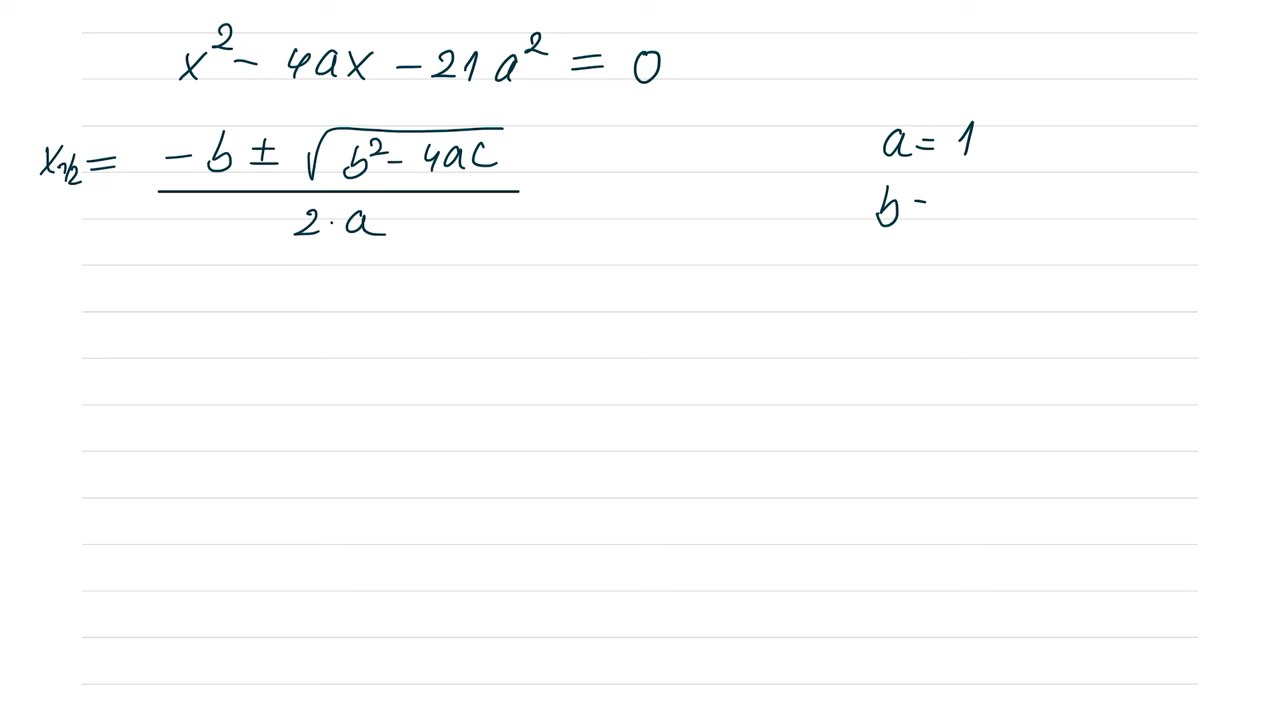 x² - 4ax - 21a² = 0
x₁/₂ = (-b ± √(b² - 4ac)) / (2 · a)
a = 1
b =